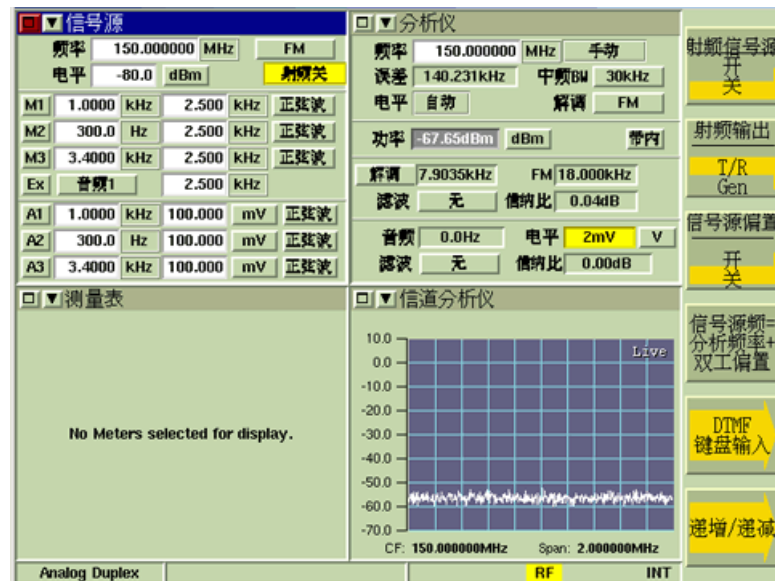 信号源
频率 150.000000 MHz FM
电平 -80.0 dBm 射频关
M1 1.0000 kHz 2.500 kHz 正弦波
M2 300.0 Hz 2.500 kHz 正弦波
M3 3.4000 kHz 2.500 kHz 正弦波
Ex 音频1 2.500 kHz
A1 1.0000 kHz 100.000 mV 正弦波
A2 300.0 Hz 100.000 mV 正弦波
A3 3.4000 kHz 100.000 mV 正弦波
分析仪
频率 150.000000 MHz 手动
误差 140.231kHz 中频BW 30kHz
电平 自动 解调 FM
功率 -67.65dBm dBm 带内
解调 7.9035kHz FM 18.000kHz
滤波 无 信纳比 0.04dB
音频 0.0Hz 电平 2mV V
滤波 无 信纳比 0.00dB
测量表
No Meters selected for display.
信道分析仪
Live
10.0
0.0
-10.0
-20.0
-30.0
-40.0
-50.0
-60.0
-70.0
CF: 150.000000MHz Span: 2.000000MHz
射频信号源
开
关
射频输出
T/R
Gen
信号源偏置
开
关
信号源频=
分析频率+
双工偏置
DTMF
键盘输入
递增/递减
Analog Duplex RF INT